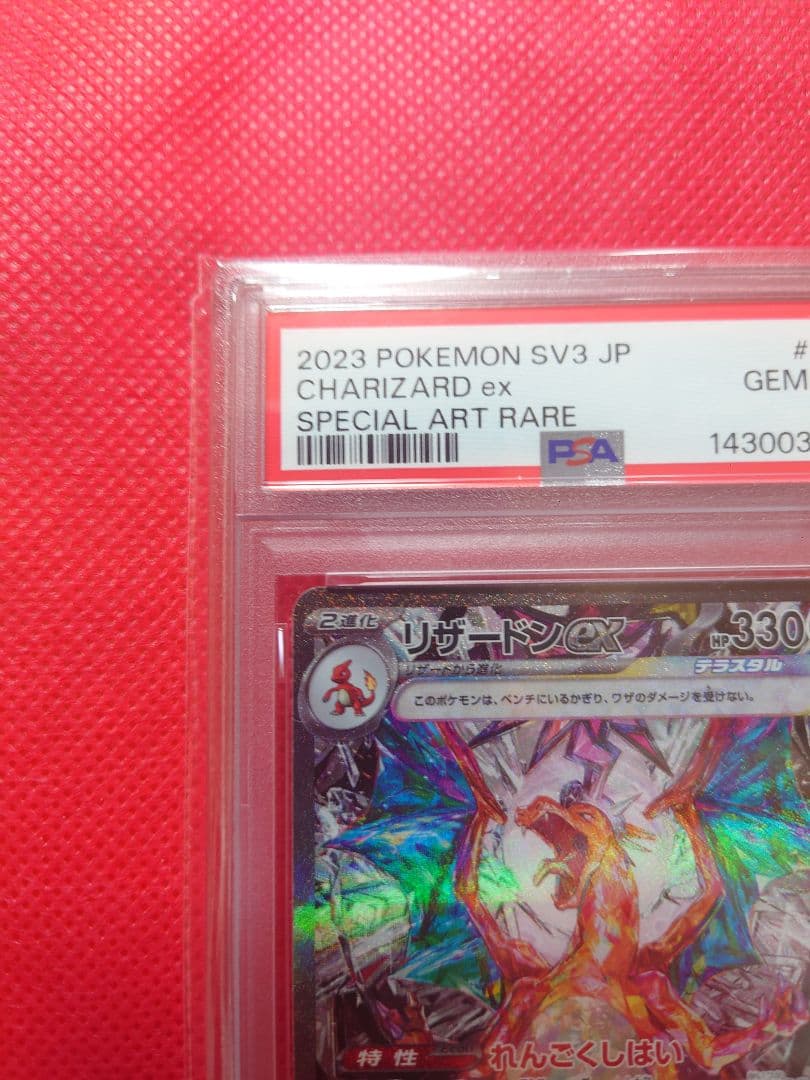 2023 POKEMON SV3 JP #
CHARIZARD ex GEM
SPECIAL ART RARE
PSA 143003
2進化 リザードンex HP 330
リザードから進化 テラスタル
このポケモンは、ベンチにいるかぎり、ワザのダメージを受けない。
特性 れんごくしはい